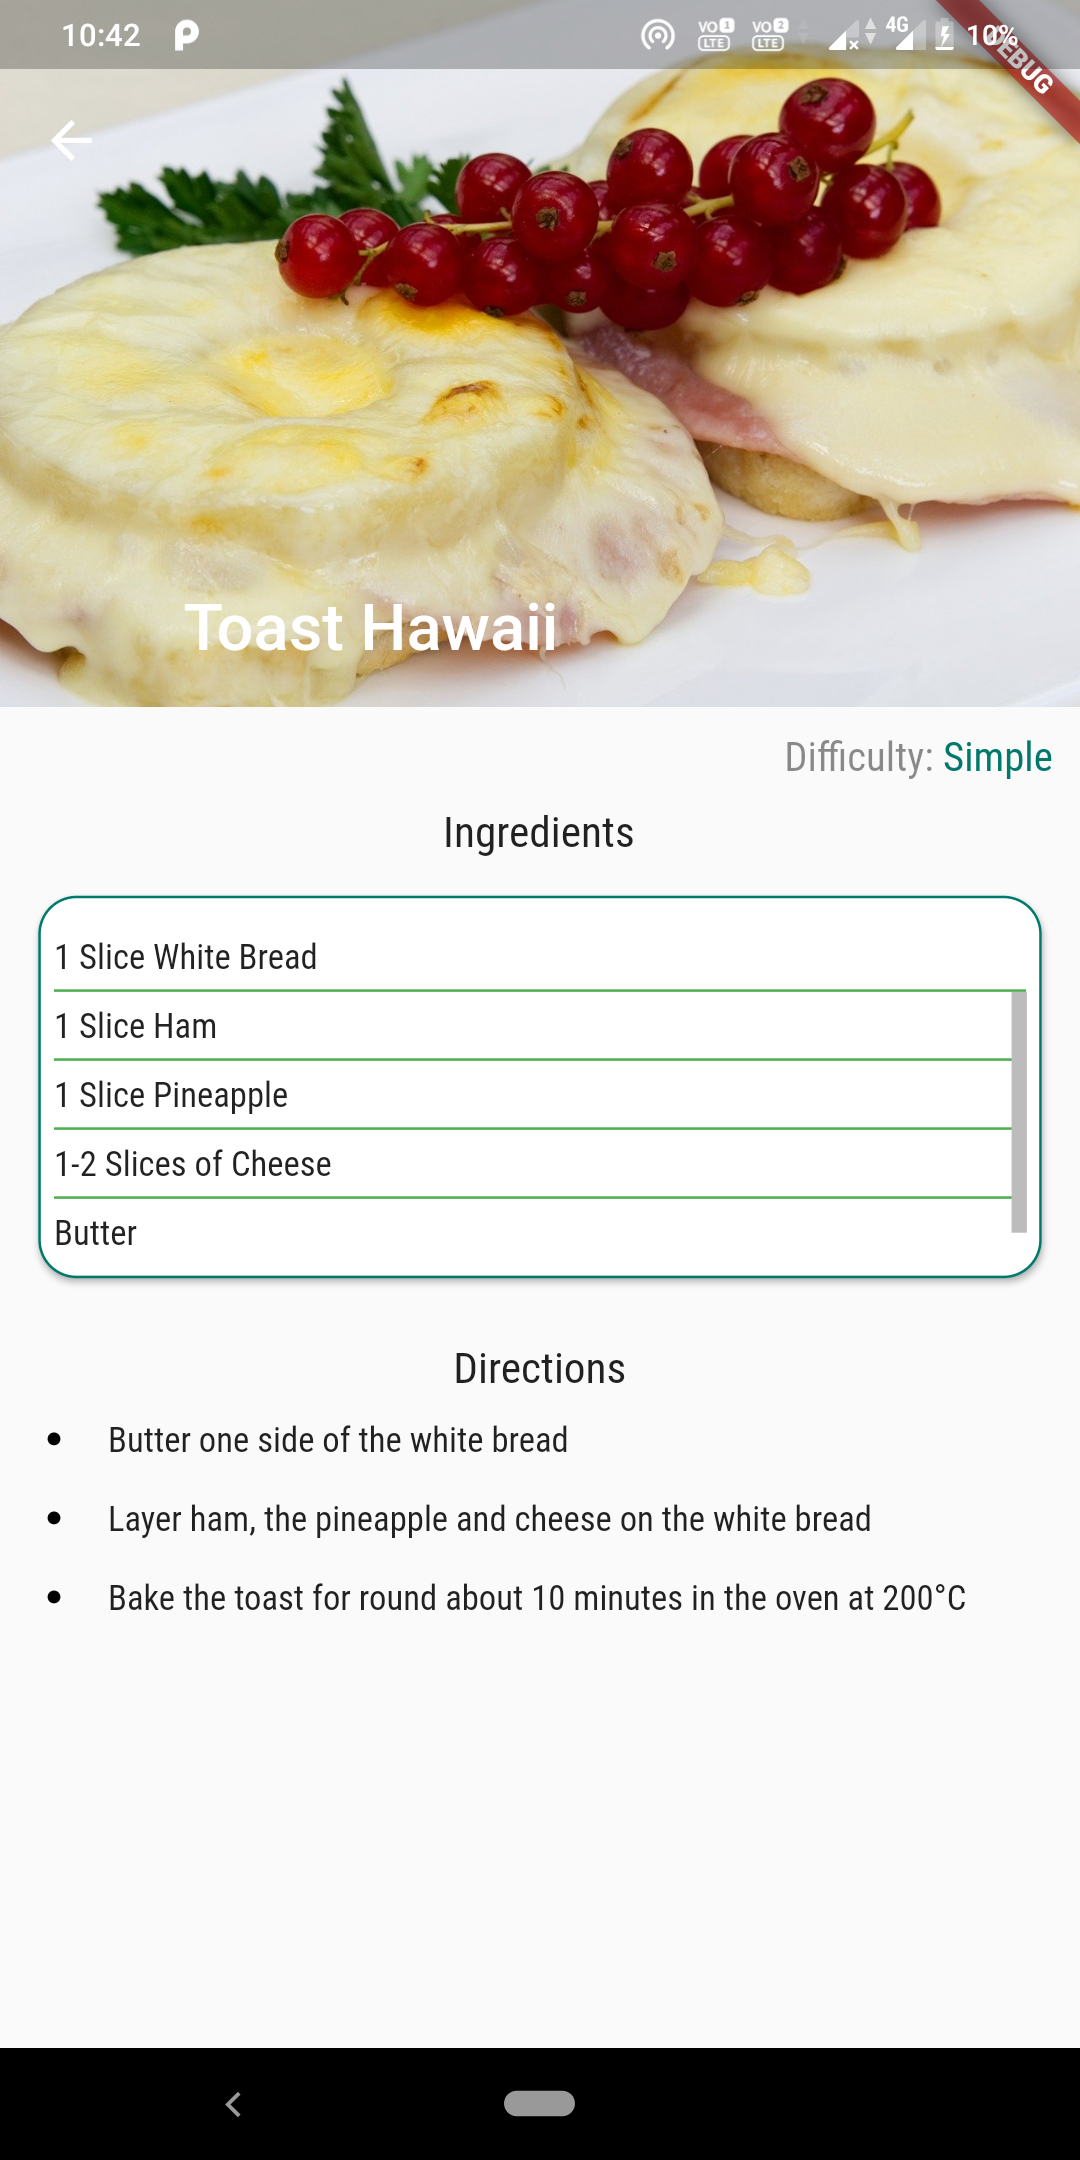 10:42
VO 1 LTE VO 2 LTE 4G 10%
DEBUG
Toast Hawaii
Difficulty: Simple
Ingredients
1 Slice White Bread
1 Slice Ham
1 Slice Pineapple
1-2 Slices of Cheese
Butter
Directions
• Butter one side of the white bread
• Layer ham, the pineapple and cheese on the white bread
• Bake the toast for round about 10 minutes in the oven at 200°C